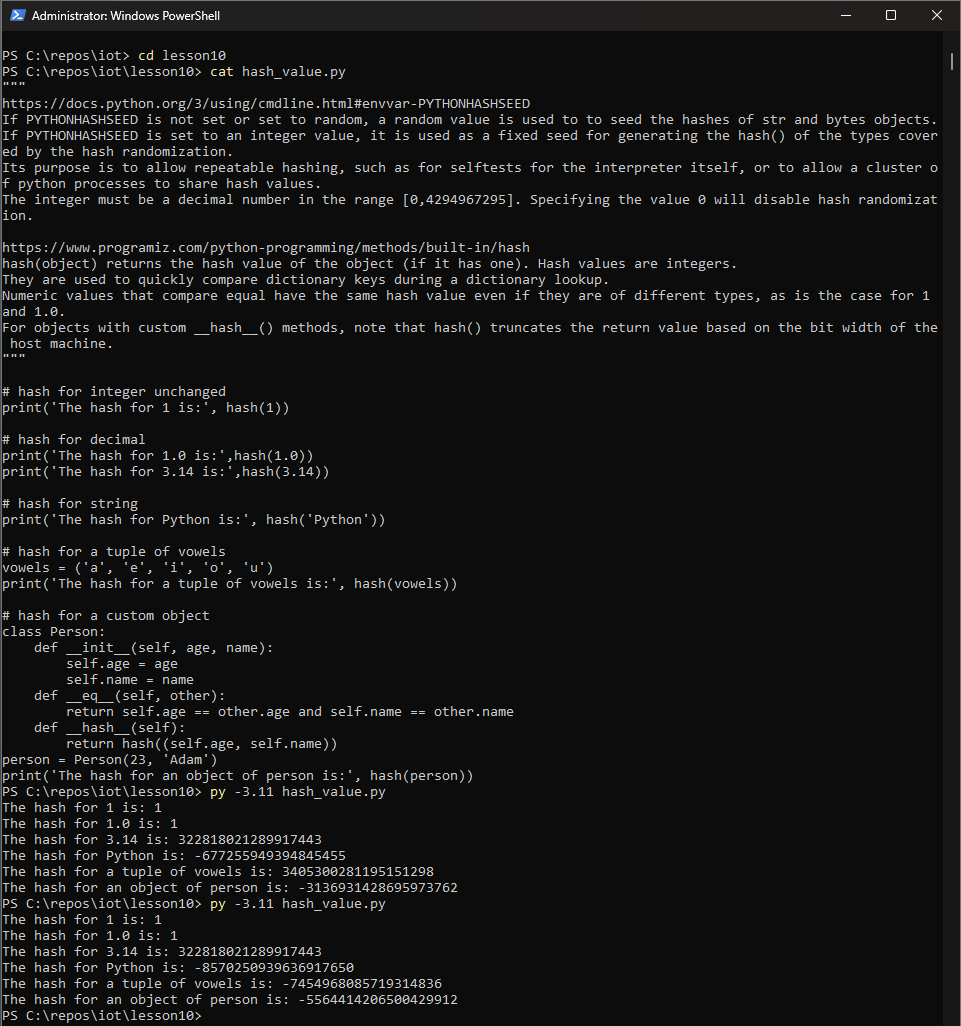 Administrator: Windows PowerShell
PS C:\repos\iot> cd lesson10
PS C:\repos\iot\lesson10> cat hash_value.py
"""
https://docs.python.org/3/using/cmdline.html#envvar-PYTHONHASHSEED
If PYTHONHASHSEED is not set or set to random, a random value is used to to seed the hashes of str and bytes objects.
If PYTHONHASHSEED is set to an integer value, it is used as a fixed seed for generating the hash() of the types cover
ed by the hash randomization.
Its purpose is to allow repeatable hashing, such as for selftests for the interpreter itself, or to allow a cluster o
f python processes to share hash values.
The integer must be a decimal number in the range [0,4294967295]. Specifying the value 0 will disable hash randomizat
ion.

https://www.programiz.com/python-programming/methods/built-in/hash
hash(object) returns the hash value of the object (if it has one). Hash values are integers.
They are used to quickly compare dictionary keys during a dictionary lookup.
Numeric values that compare equal have the same hash value even if they are of different types, as is the case for 1
and 1.0.
For objects with custom __hash__() methods, note that hash() truncates the return value based on the bit width of the
 host machine.
"""

# hash for integer unchanged
print('The hash for 1 is:', hash(1))

# hash for decimal
print('The hash for 1.0 is:',hash(1.0))
print('The hash for 3.14 is:',hash(3.14))

# hash for string
print('The hash for Python is:', hash('Python'))

# hash for a tuple of vowels
vowels = ('a', 'e', 'i', 'o', 'u')
print('The hash for a tuple of vowels is:', hash(vowels))

# hash for a custom object
class Person:
    def __init__(self, age, name):
        self.age = age
        self.name = name
    def __eq__(self, other):
        return self.age == other.age and self.name == other.name
    def __hash__(self):
        return hash((self.age, self.name))
person = Person(23, 'Adam')
print('The hash for an object of person is:', hash(person))
PS C:\repos\iot\lesson10> py -3.11 hash_value.py
The hash for 1 is: 1
The hash for 1.0 is: 1
The hash for 3.14 is: 322818021289917443
The hash for Python is: -677255949394845455
The hash for a tuple of vowels is: 3405300281195151298
The hash for an object of person is: -3136931428695973762
PS C:\repos\iot\lesson10> py -3.11 hash_value.py
The hash for 1 is: 1
The hash for 1.0 is: 1
The hash for 3.14 is: 322818021289917443
The hash for Python is: -8570250939636917650
The hash for a tuple of vowels is: -7454968085719314836
The hash for an object of person is: -5564414206500429912
PS C:\repos\iot\lesson10>